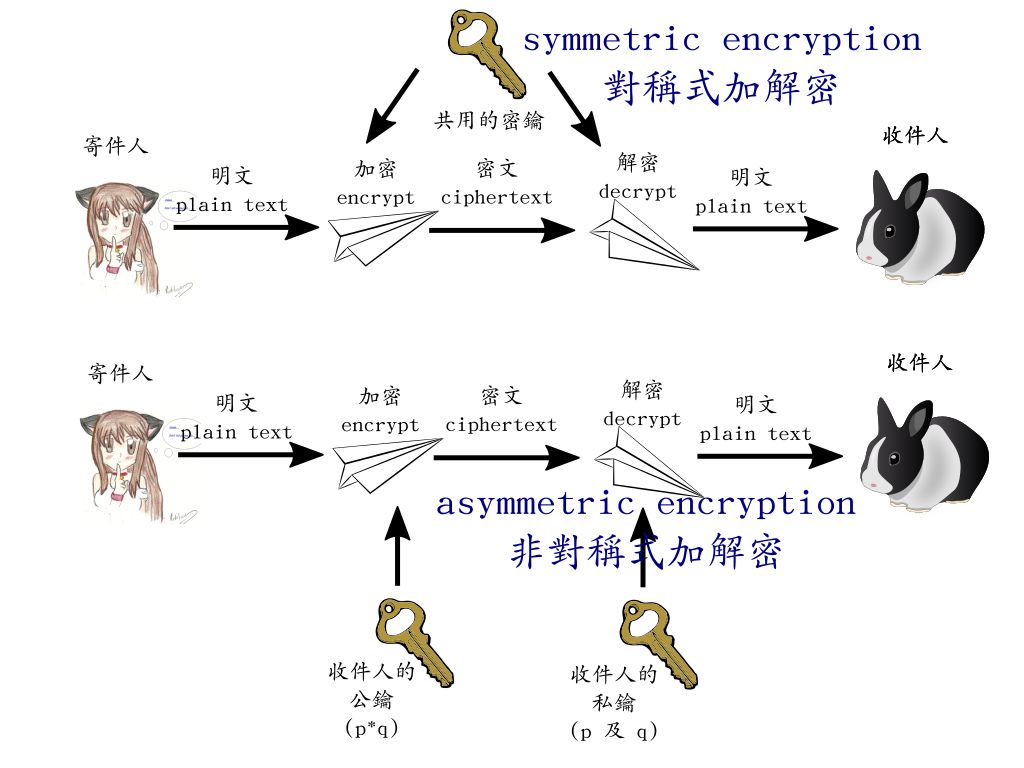 symmetric encryption
對稱式加解密
共用的密鑰
寄件人
明文
plain text
加密
encrypt
密文
ciphertext
解密
decrypt
明文
plain text
收件人
寄件人
明文
plain text
加密
encrypt
密文
ciphertext
解密
decrypt
明文
plain text
收件人
asymmetric encryption
非對稱式加解密
收件人的
公鑰
(p*q)
收件人的
私鑰
(p 及 q)